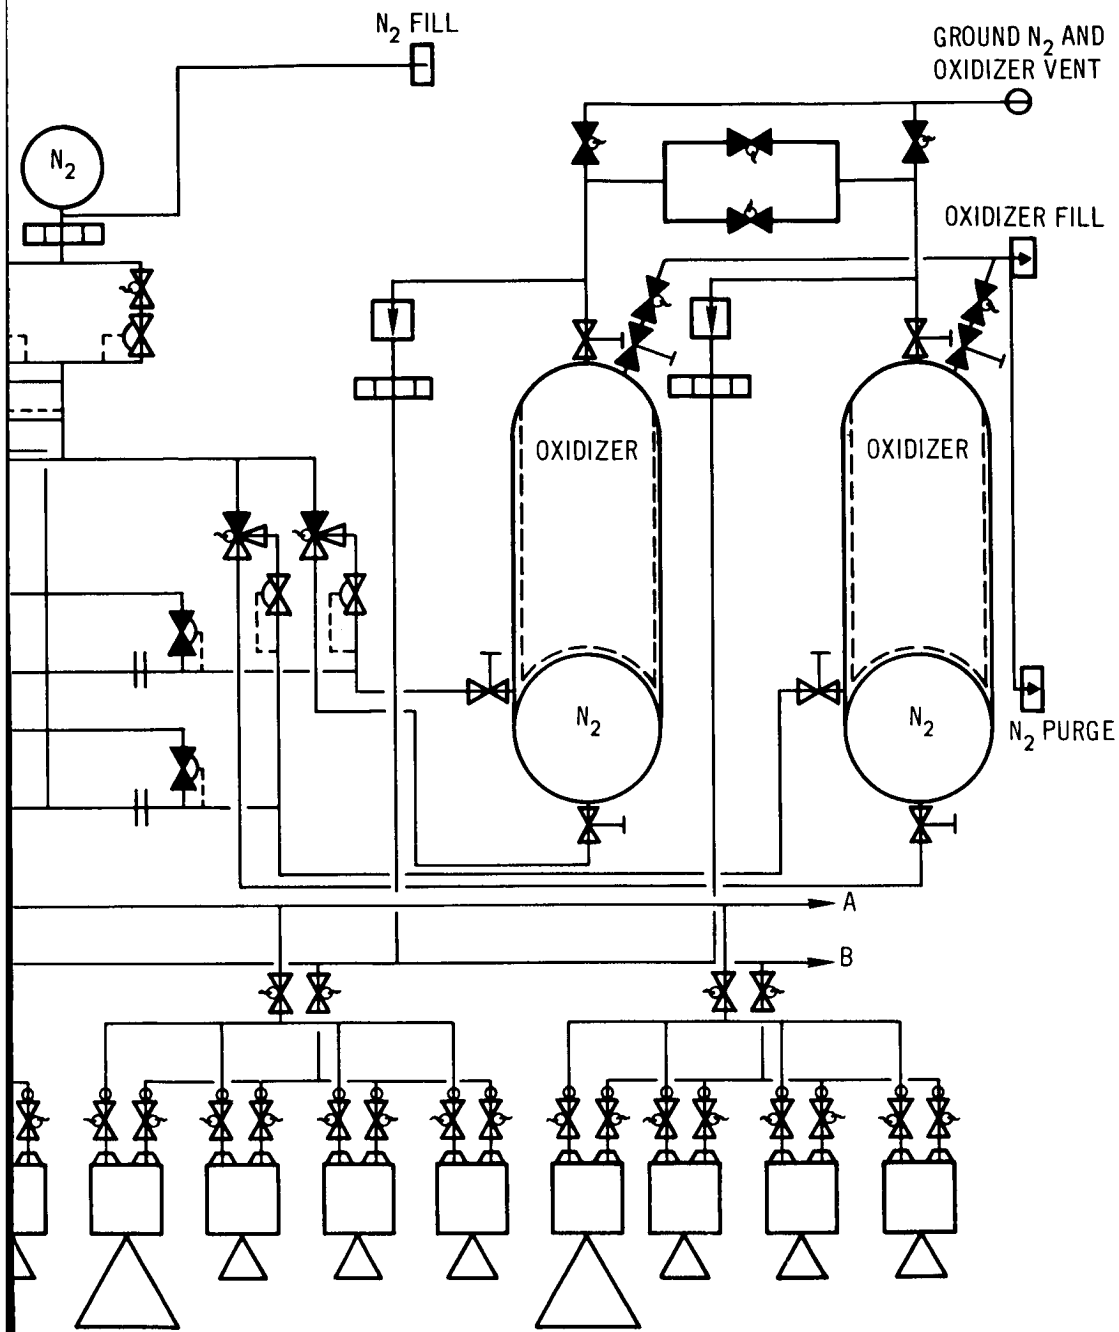 N2 FILL
GROUND N2 AND
OXIDIZER VENT
N2
OXIDIZER FILL
OXIDIZER
OXIDIZER
N2
N2
N2 PURGE
A
B